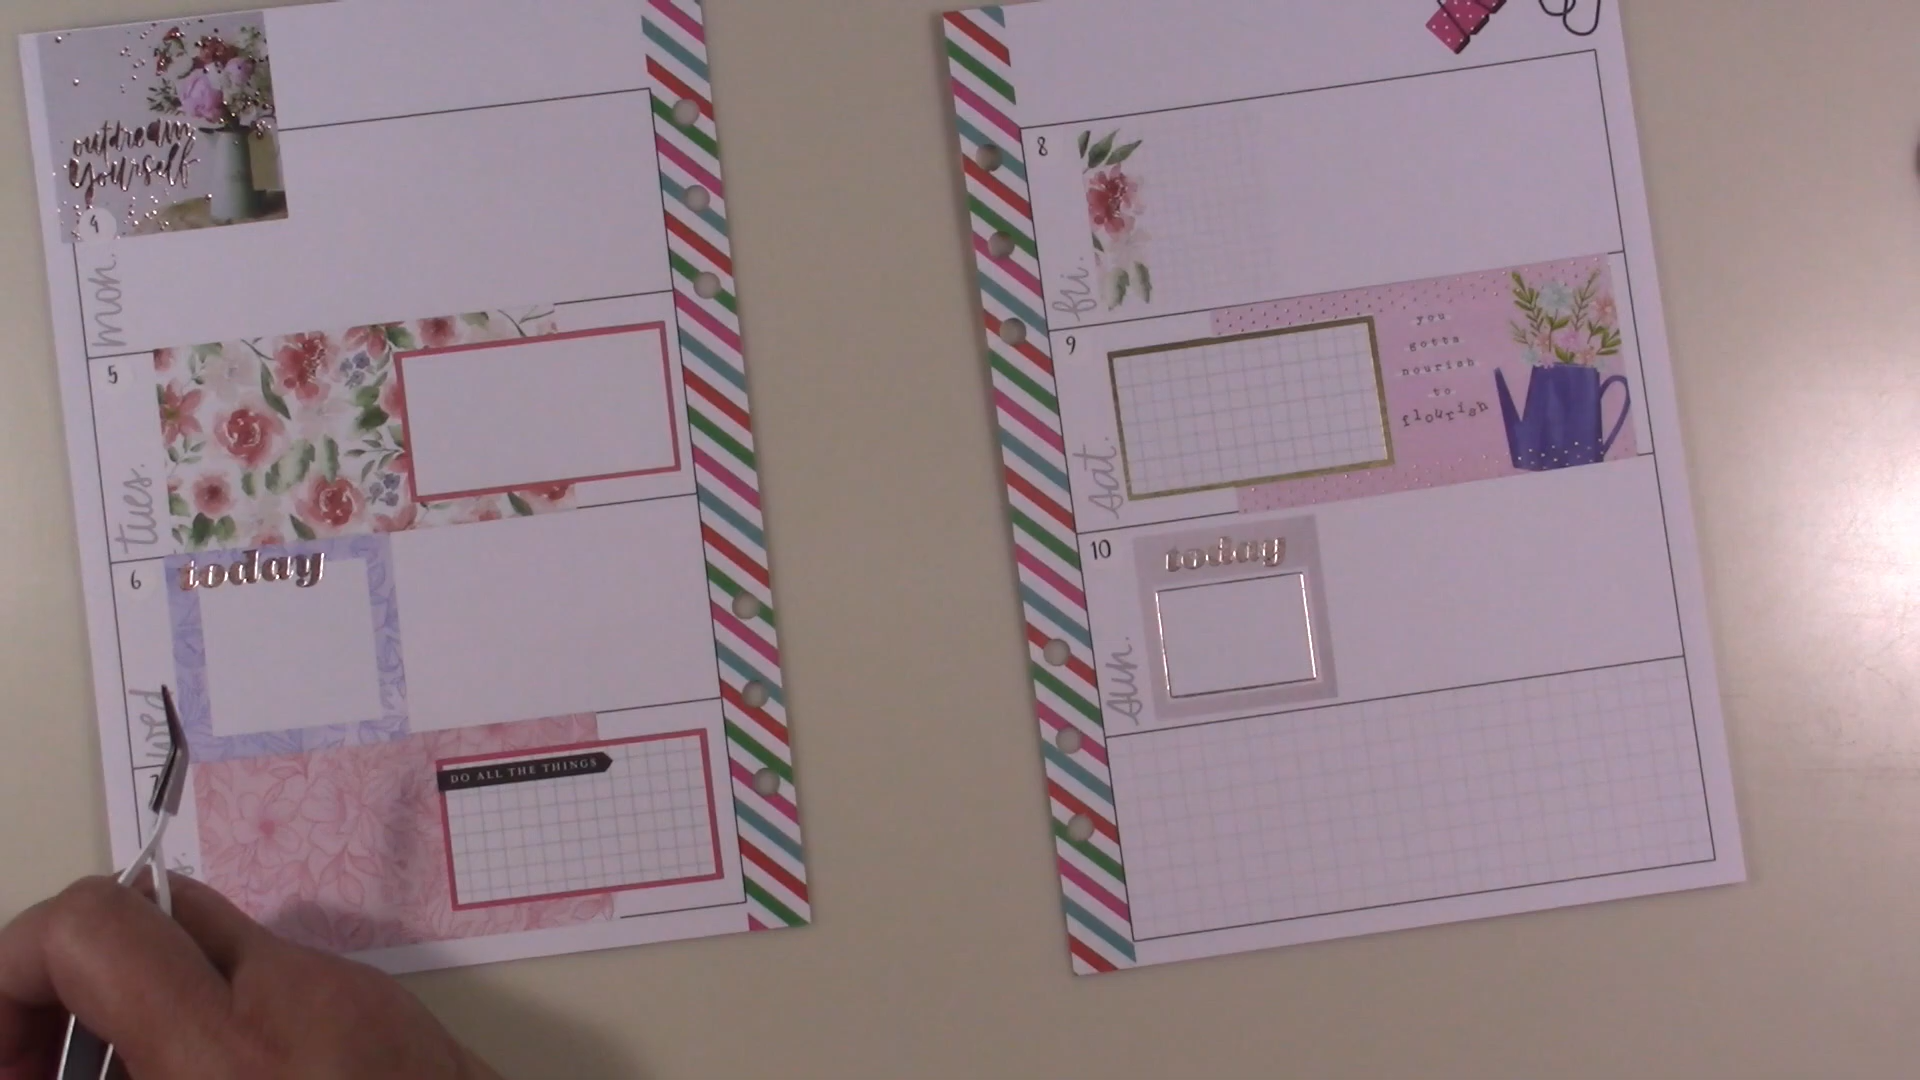 outdream
yourself
4
mon.
5
tues.
6
today
wed
DO ALL THE THINGS
8
fri.
9
you
gotta
nourish
to
flourish
sat.
10
today
sun.